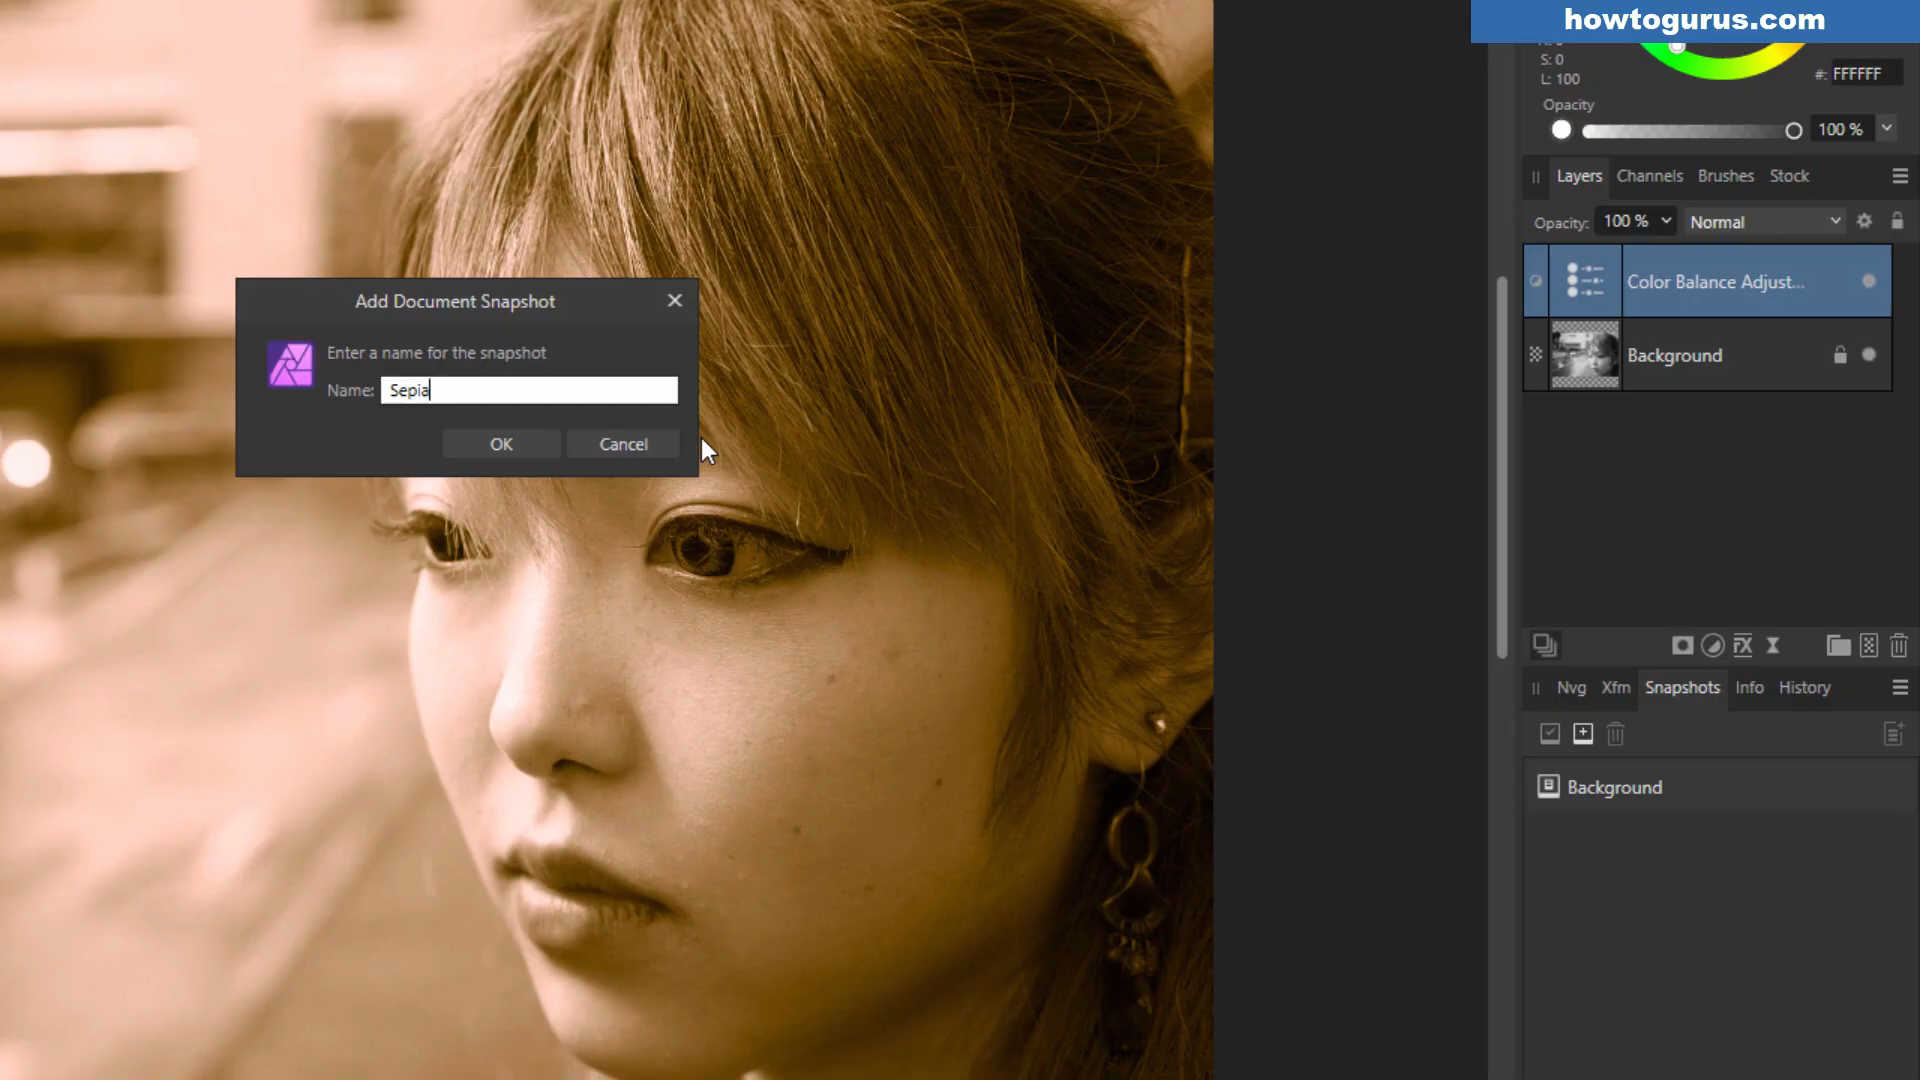 howtogurus.com
S: 0
L: 100
#: FFFFFF
Opacity
100 %
Layers Channels Brushes Stock
Opacity: 100 % Normal
Color Balance Adjust...
Background
Add Document Snapshot
Enter a name for the snapshot
Name: Sepia
OK Cancel
FX
Nvg Xfm Snapshots Info History
Background